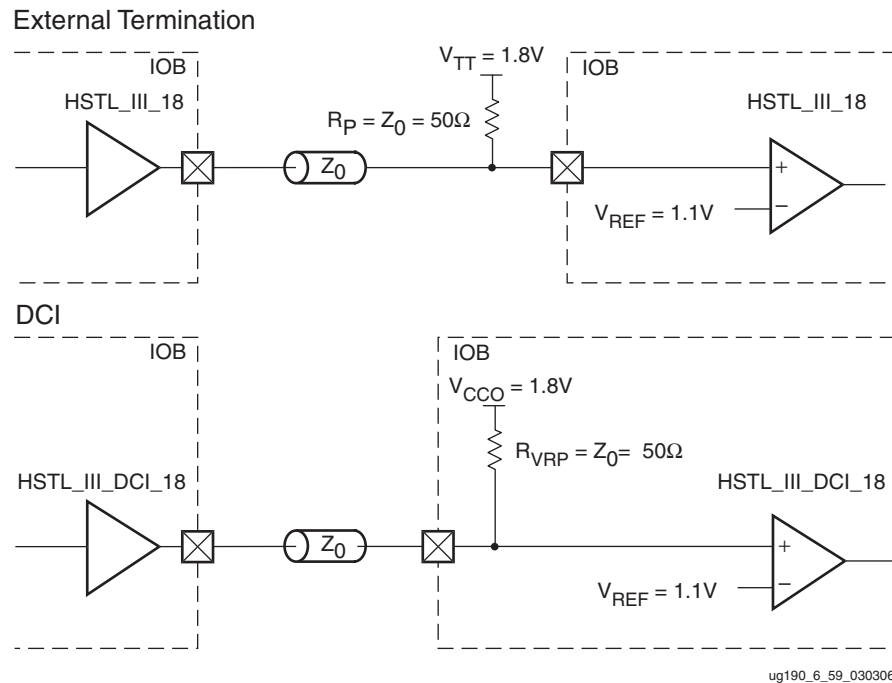 External Termination
IOB
HSTL_III_18
V_TT = 1.8V
R_P = Z_0 = 50Ω
Z_0
IOB
HSTL_III_18
+
−
V_REF = 1.1V
DCI
IOB
HSTL_III_DCI_18
Z_0
IOB
V_CCO = 1.8V
R_VRP = Z_0 = 50Ω
HSTL_III_DCI_18
+
−
V_REF = 1.1V
ug190_6_59_030306